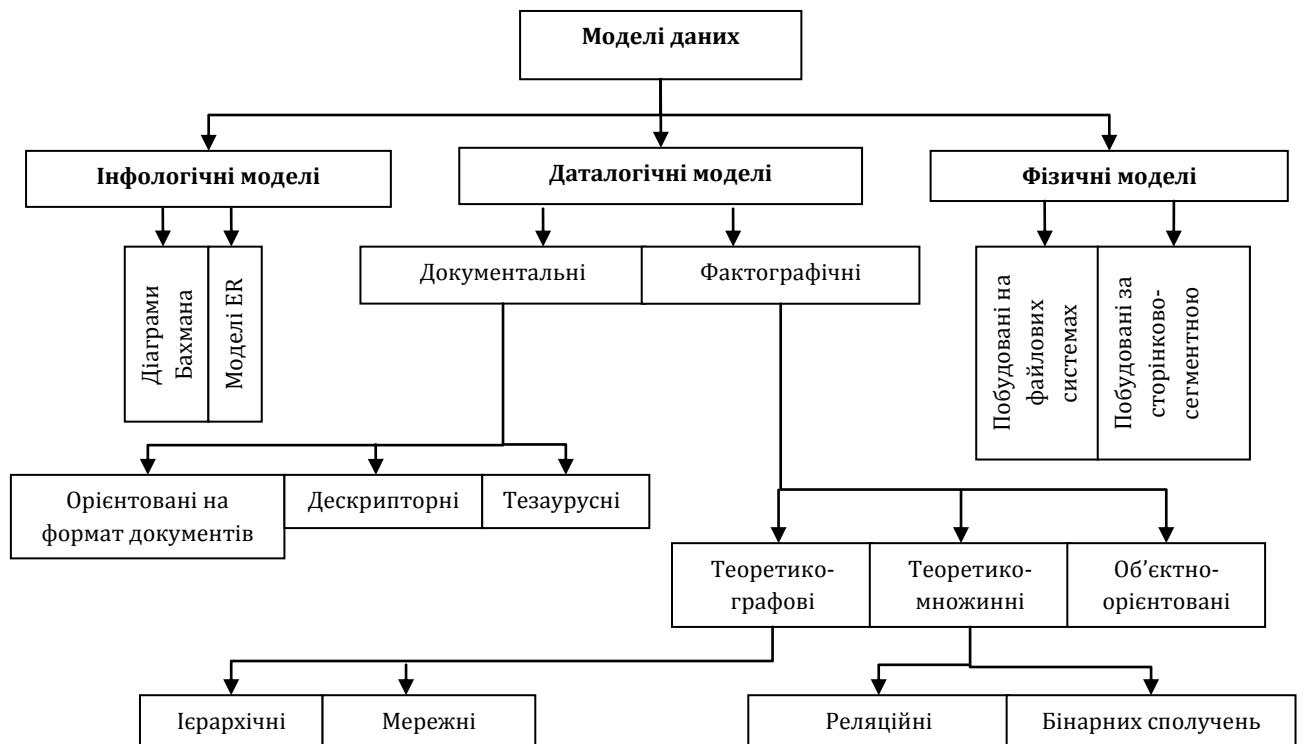 Моделі даних
Інфологічні моделі
Даталогічні моделі
Фізичні моделі
Діаграми
Бахмана
Моделі ER
Документальні
Фактографічні
Побудовані на
файлових
системах
Побудовані за
сторінково-
сегментною
Орієнтовані на
формат документів
Дескрипторні
Тезаурусні
Теоретико-
графові
Теоретико-
множинні
Об’єктно-
орієнтовані
Ієрархічні
Мережні
Реляційні
Бінарних сполучень